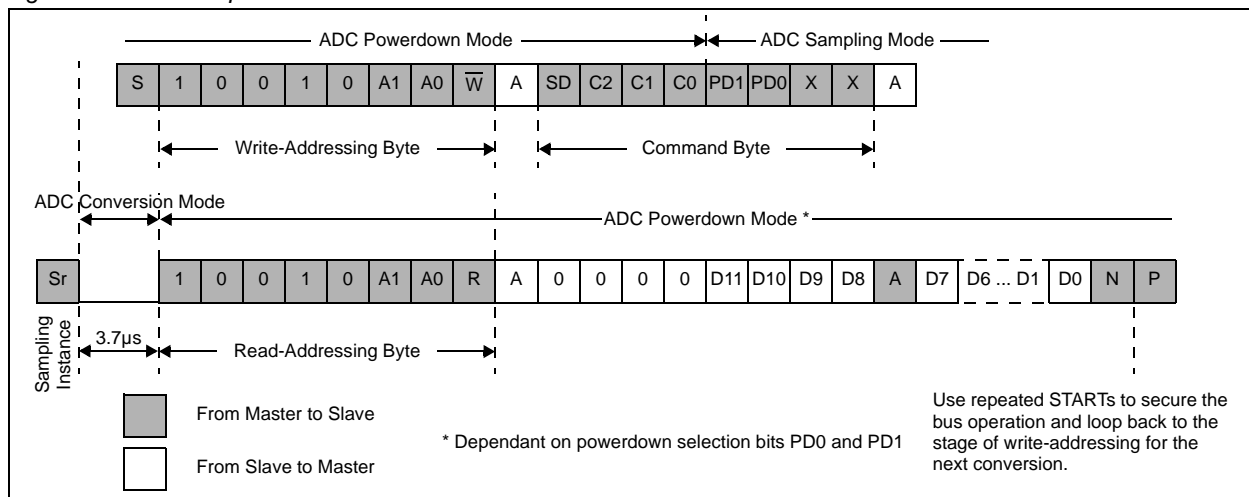 ADC Powerdown Mode ADC Sampling Mode
S 1 0 0 1 0 A1 A0 W̅ A SD C2 C1 C0 PD1 PD0 X X A
Write-Addressing Byte Command Byte
ADC Conversion Mode
ADC Powerdown Mode *
Sr 1 0 0 1 0 A1 A0 R A 0 0 0 0 D11 D10 D9 D8 A D7 D6 ... D1 D0 N P
Sampling
Instance
3.7µs
Read-Addressing Byte
From Master to Slave
From Slave to Master
* Dependant on powerdown selection bits PD0 and PD1
Use repeated STARTs to secure the
bus operation and loop back to the
stage of write-addressing for the
next conversion.